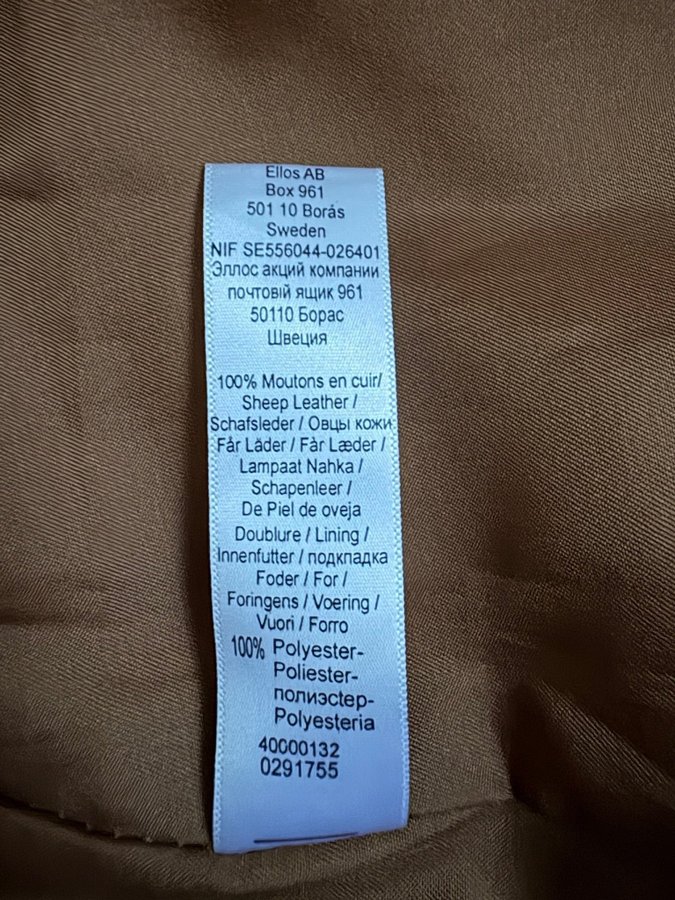 Ellos AB
Box 961
501 10 Borås
Sweden
NIF SE556044-026401
Эллос акций компании
почтовій ящик 961
50110 Борас
Швеция
100% Moutons en cuir/
Sheep Leather /
Schafsleder / Овцы кожи
Får Läder / Får Læder /
Lampaat Nahka /
Schapenleer /
De Piel de oveja
Doublure / Lining /
Innenfutter / подкпадка
Foder / For /
Foringens / Voering /
Vuori / Forro
100% Polyester-
Poliester-
полиэстер-
Polyesteria
40000132
0291755